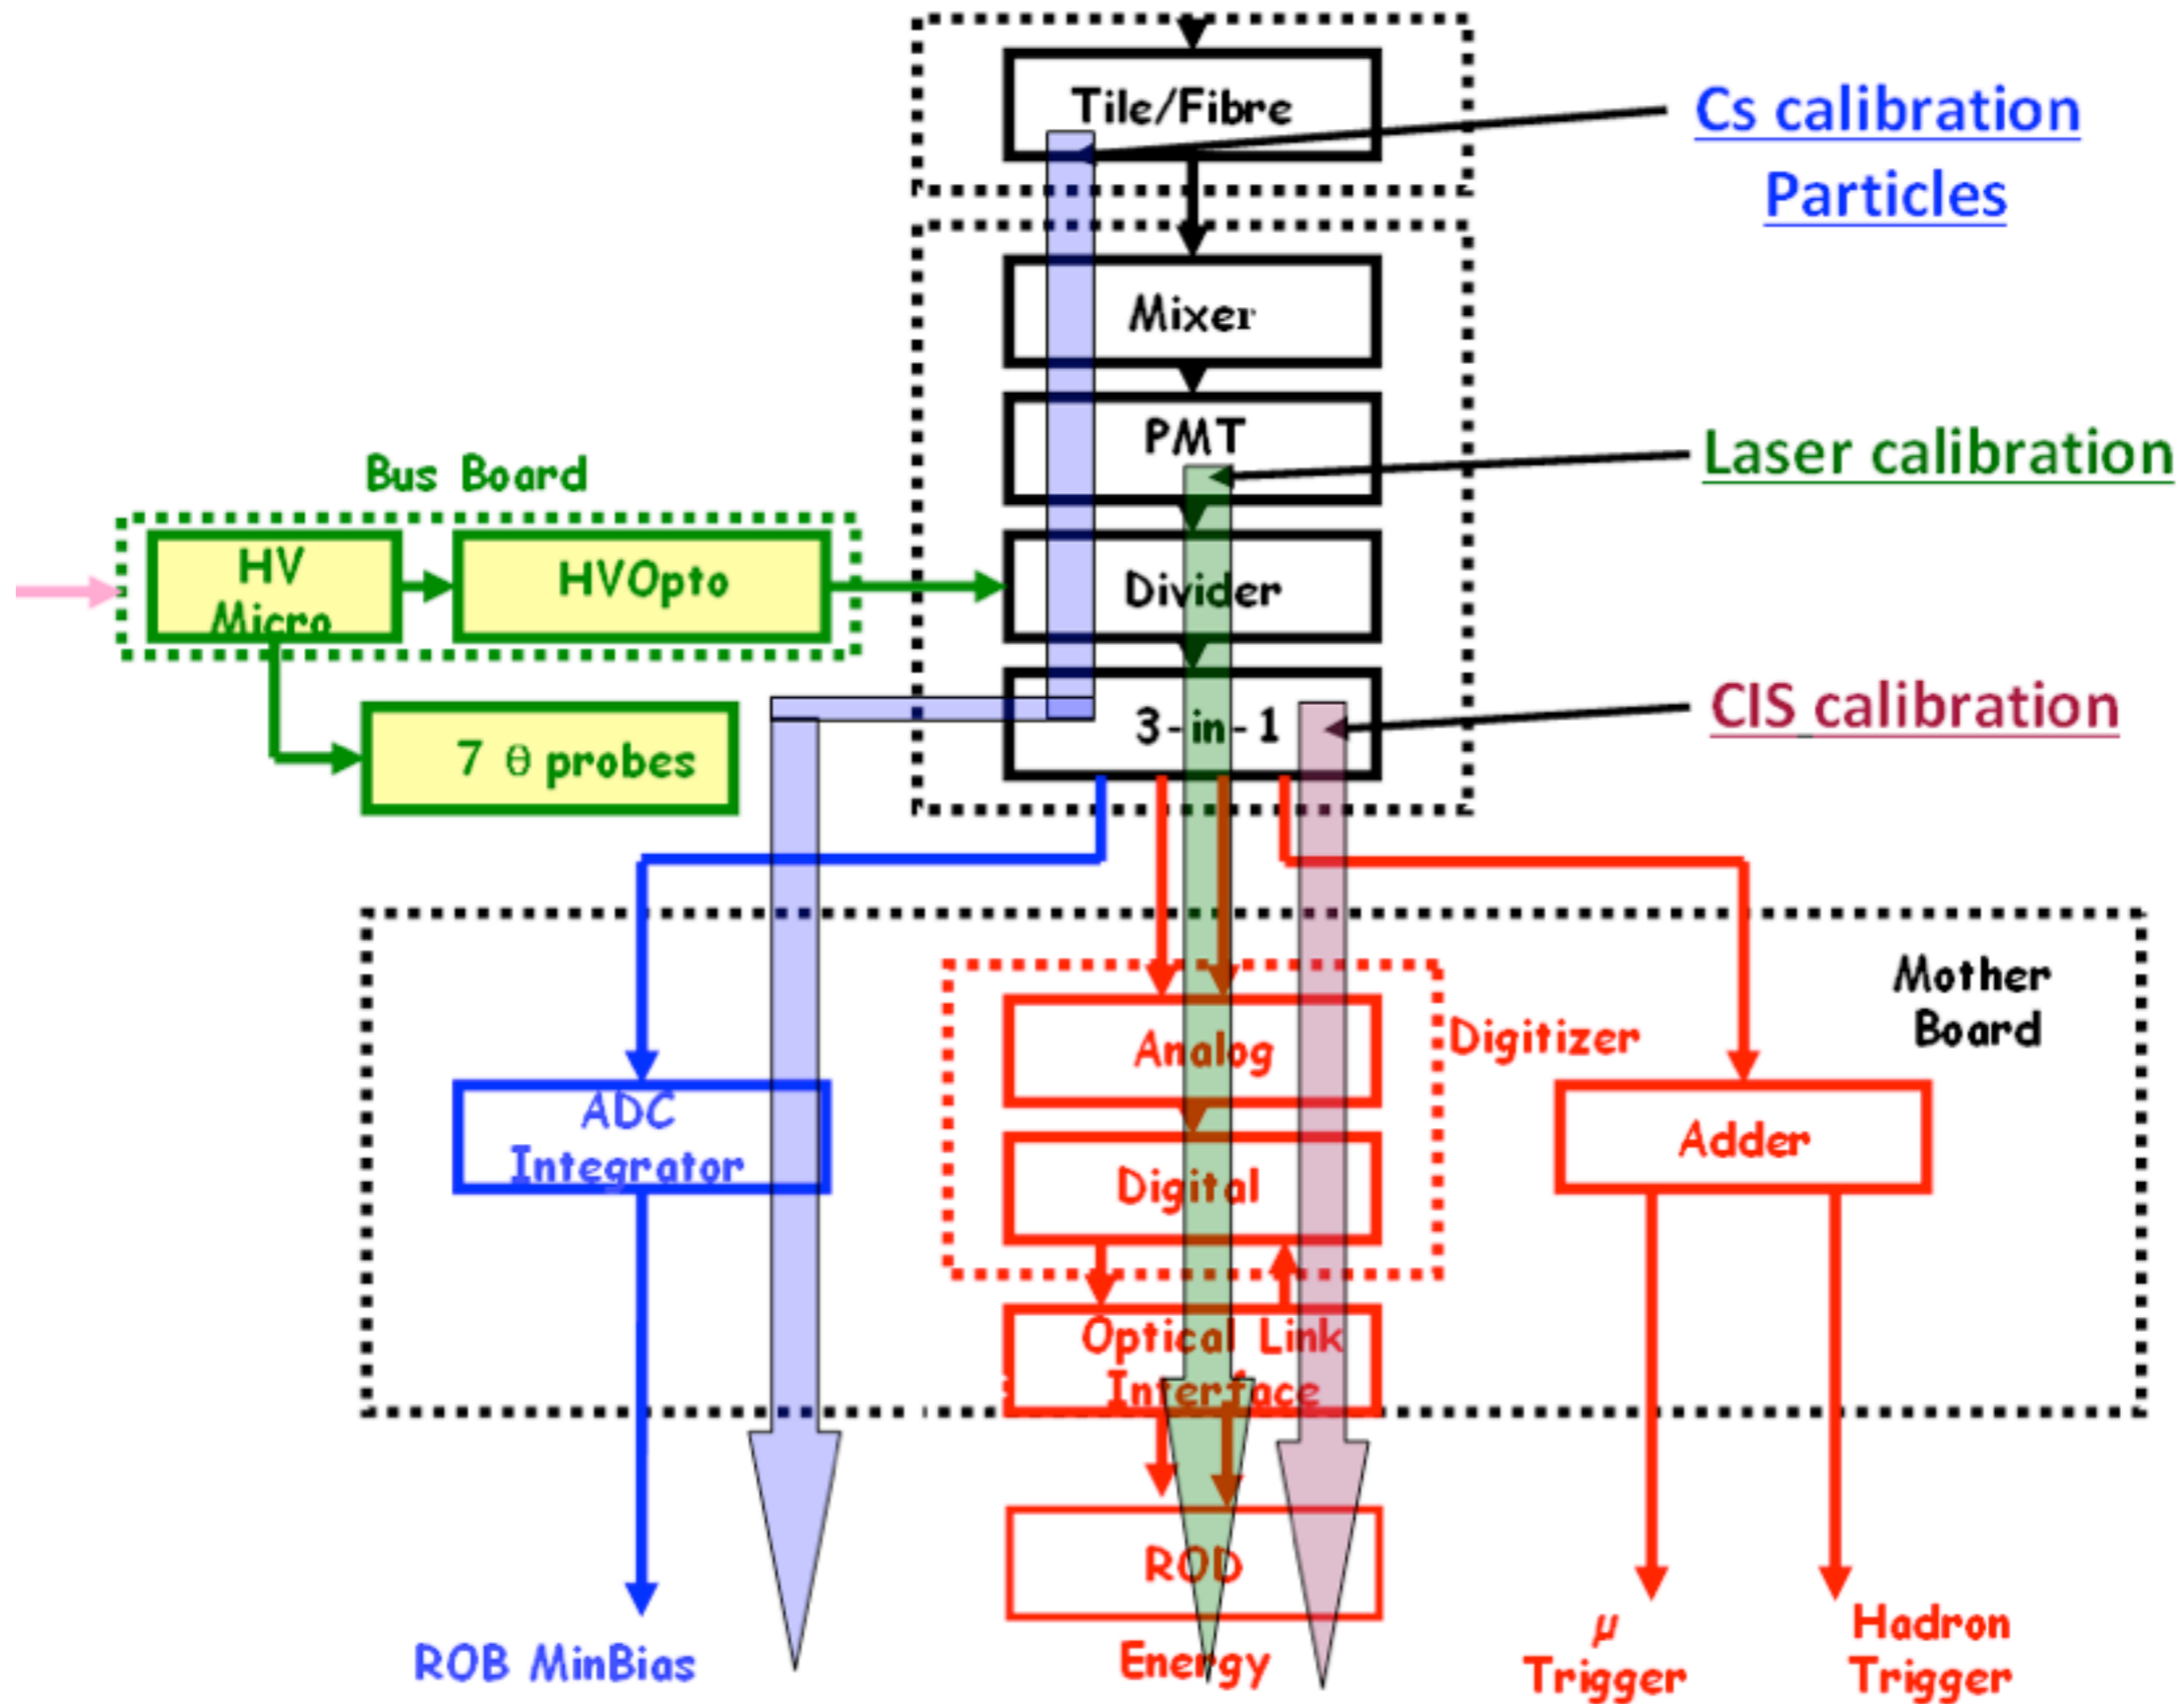 Tile/Fibre
Cs calibration
Particles
Mixer
PMT
Laser calibration
Bus Board
HV
Micro
HVOpto
Divider
CIS calibration
3-in-1
7 θ probes
Mother
Board
Digitizer
Analog
ADC
Integrator
Adder
Digital
Optical Link
Interface
ROD
Energy
ROB MinBias
μ
Trigger
Hadron
Trigger